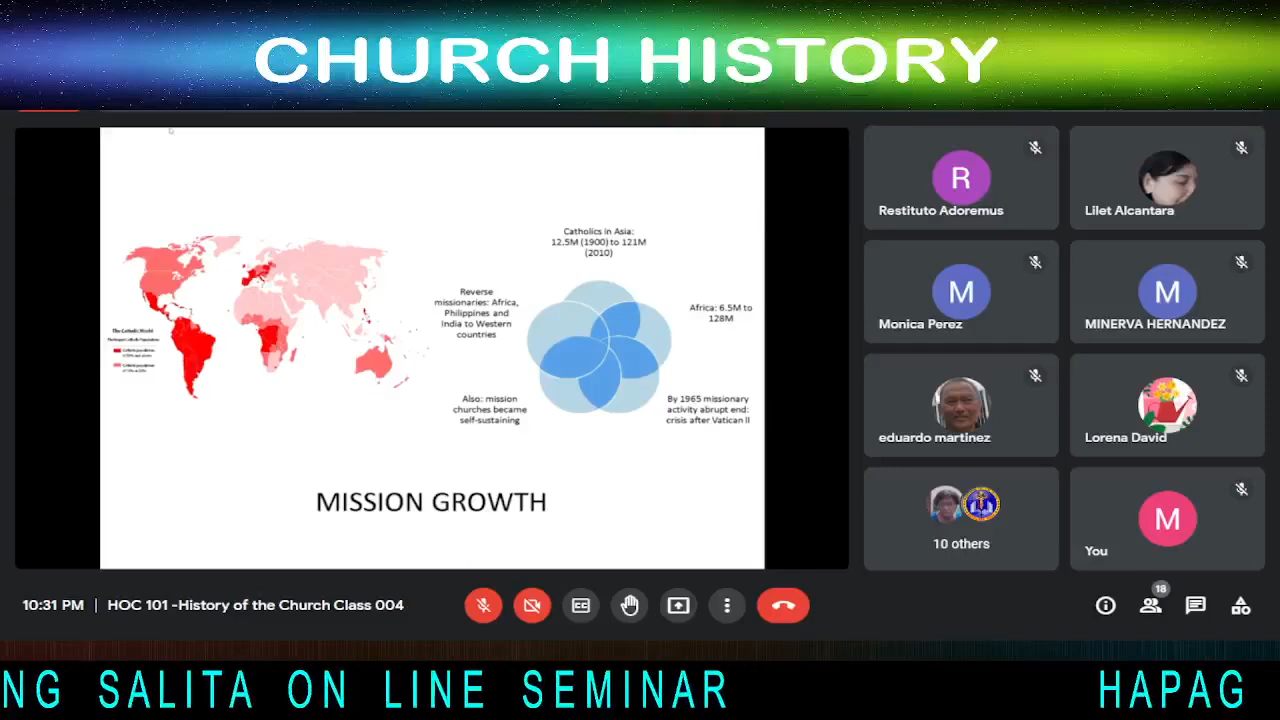 CHURCH HISTORY
The Catholic World
Catholics in Asia:
12.5M (1900) to 121M
(2010)
Reverse
missionaries: Africa,
Philippines and
India to Western
countries
Africa: 6.5M to
128M
Also: mission
churches became
self-sustaining
By 1965 missionary
activity abrupt end:
crisis after Vatican II
MISSION GROWTH
R
Restituto Adoremus
Lilet Alcantara
M
Monica Perez
M
MINERVA
eduardo martinez
Lorena David
10 others
M
You
10:31 PM | HOC 101 -History of the Church Class 004
18
NG SALITA ON LINE SEMINAR HAPAG